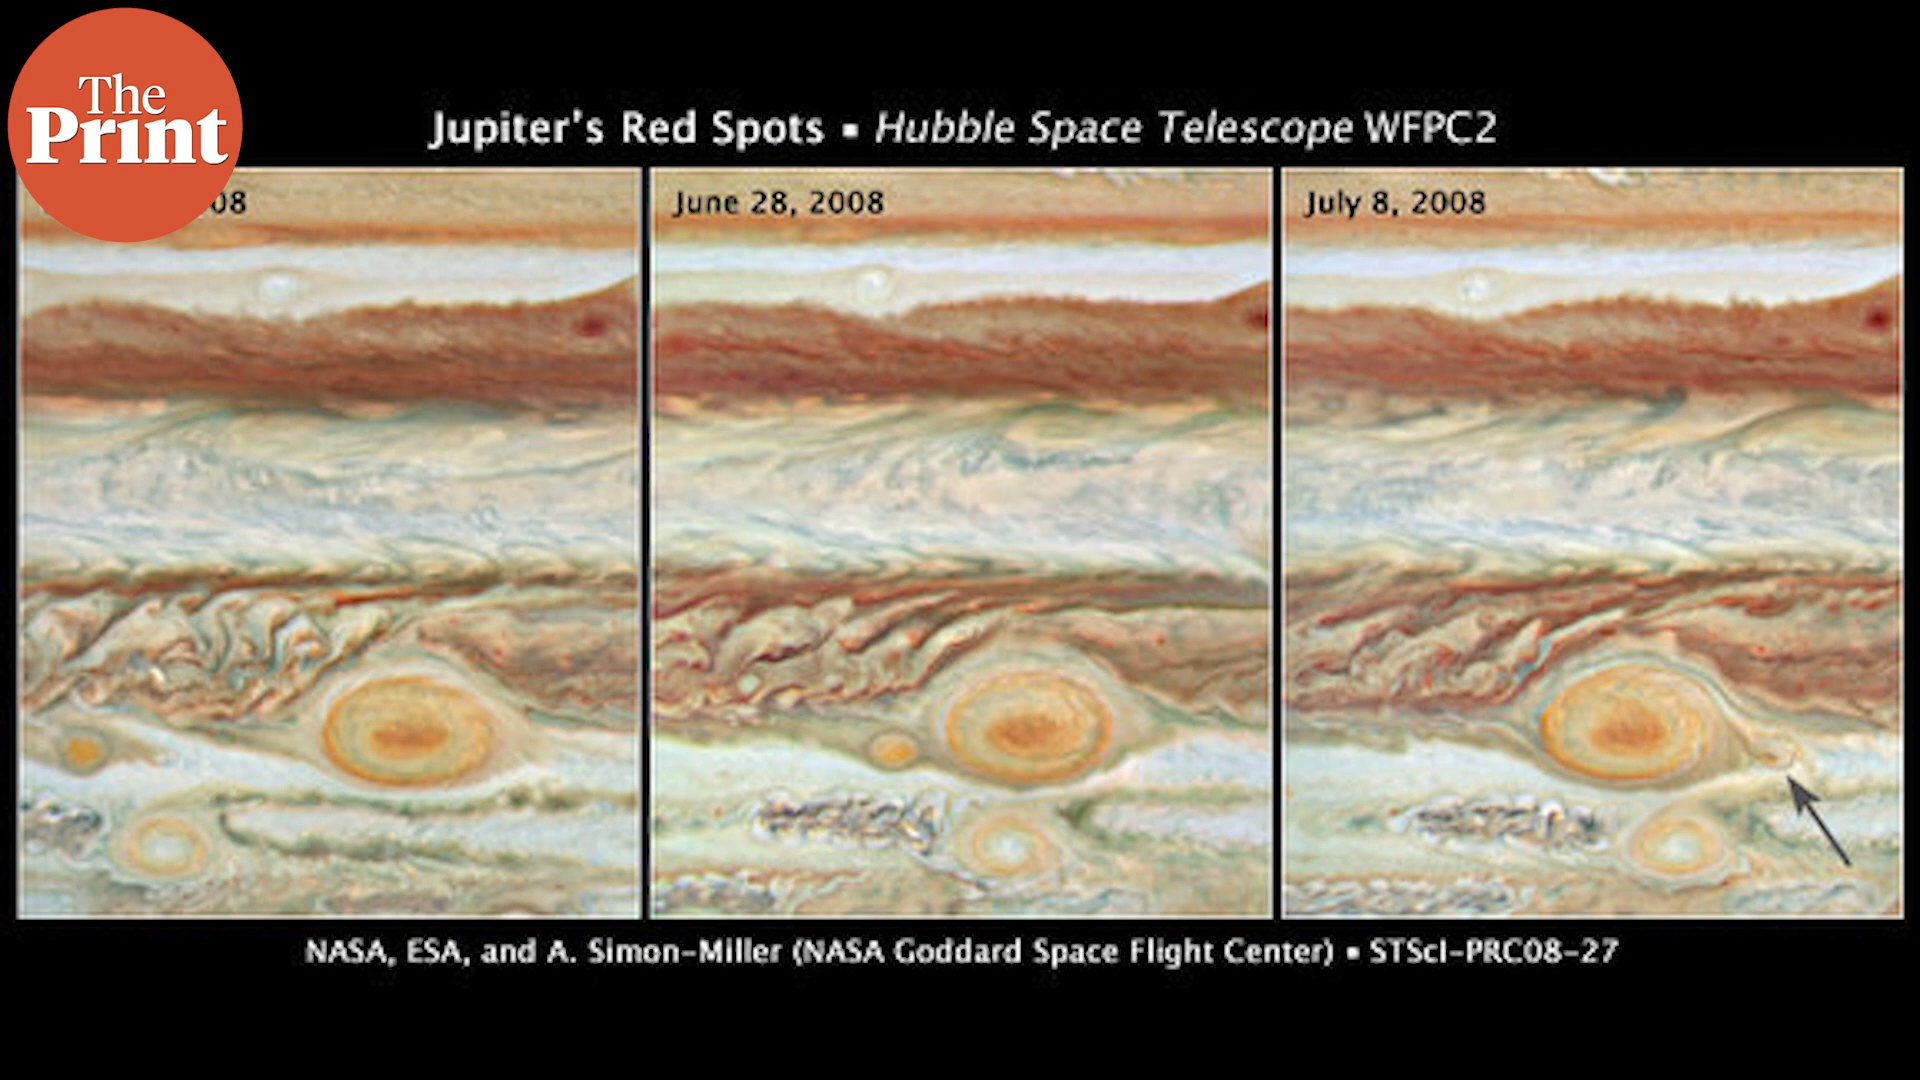 The
Print
Jupiter's Red Spots ▪ Hubble Space Telescope WFPC2
08
June 28, 2008
July 8, 2008
NASA, ESA, and A. Simon-Miller (NASA Goddard Space Flight Center) ▪ STScI-PRC08-27